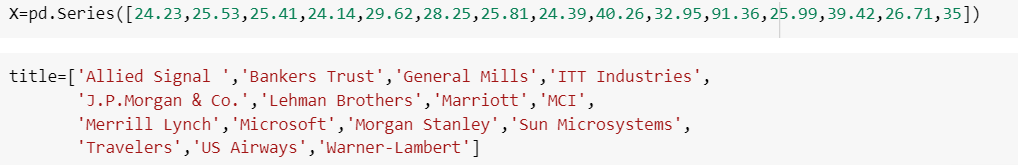 X=pd.Series([24.23,25.53,25.41,24.14,29.62,28.25,25.81,24.39,40.26,32.95,91.36,25.99,39.42,26.71,35])
title=['Allied Signal ','Bankers Trust','General Mills','ITT Industries',
'J.P.Morgan & Co.','Lehman Brothers','Marriott','MCI',
'Merrill Lynch','Microsoft','Morgan Stanley','Sun Microsystems',
'Travelers','US Airways','Warner-Lambert']